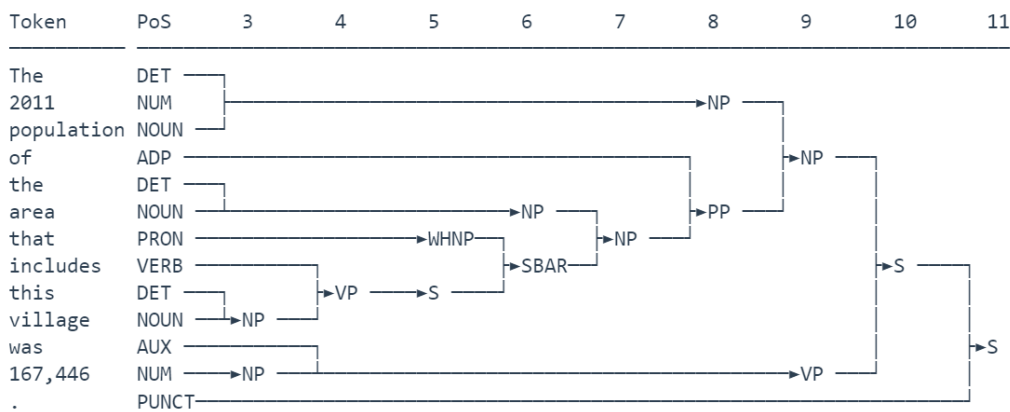 Token PoS 3 4 5 6 7 8 9 10 11
The DET
2011 NUM NP
population NOUN
of ADP NP
the DET
area NOUN NP PP
that PRON WHNP NP
includes VERB SBAR S
this DET VP S
village NOUN NP
was AUX S
167,446 NUM NP VP
. PUNCT